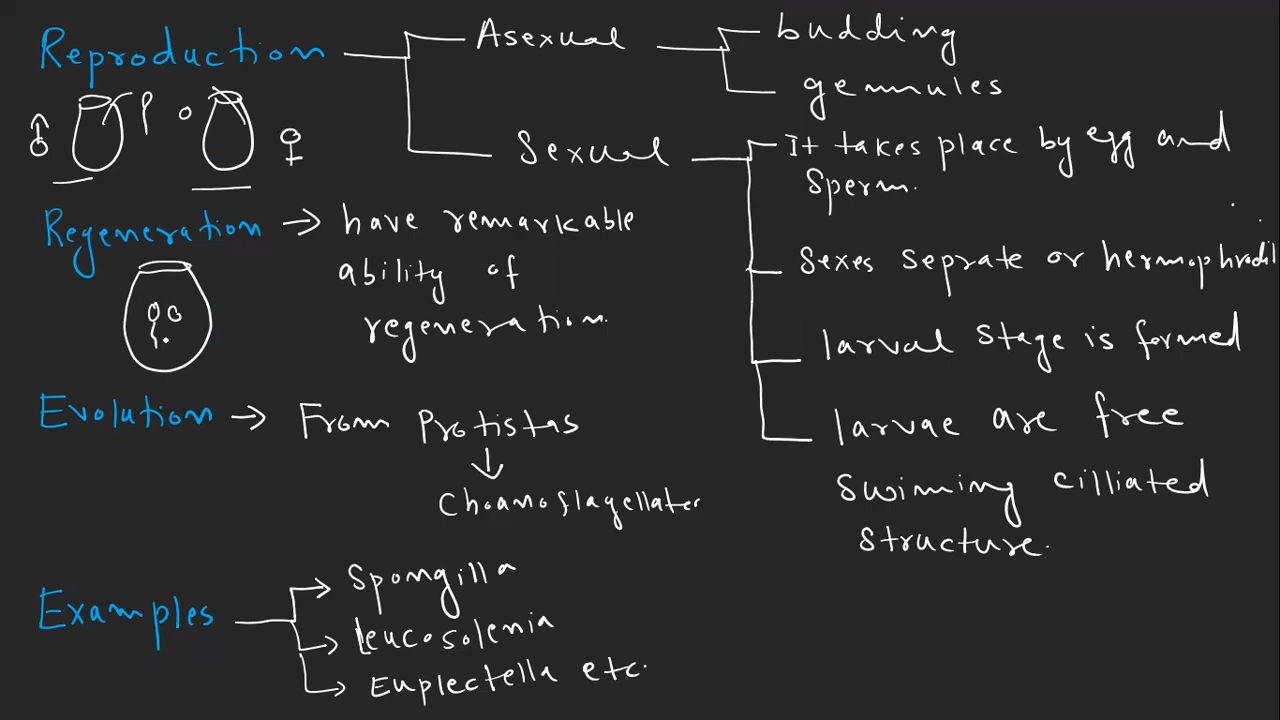 Reproduction
Asexual
budding
gemmules
Sexual
It takes place by egg and
sperm.
Sexes seprate or
larval stage is formed
larvae are free
swiming cilliated
structure.
Regeneration → have remarkable
ability of
regeneration.
Evolution → From Protistas
↓
Choanoflagellater
Examples
Spongilla
Leucosolenia
Euplectella etc.